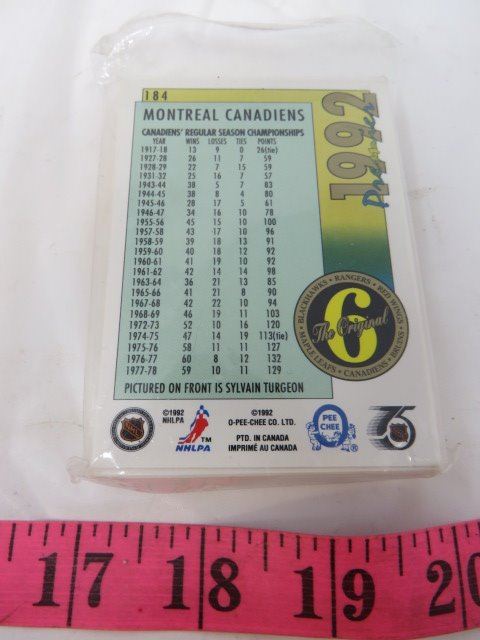 184
MONTREAL CANADIENS
CANADIENS' REGULAR SEASON CHAMPIONSHIPS
YEAR WINS LOSSES TIES POINTS
1917-18 13 9 0 26(tie)
1927-28 26 11 7 59
1928-29 22 7 15 59
1931-32 25 16 7 57
1943-44 38 5 7 83
1944-45 38 8 4 80
1945-46 28 17 5 61
1946-47 34 16 10 78
1955-56 45 15 10 100
1957-58 43 17 10 96
1958-59 39 18 13 91
1959-60 40 18 12 92
1960-61 41 19 10 92
1961-62 42 14 14 98
1963-64 36 21 13 85
1965-66 41 21 8 90
1967-68 42 22 10 94
1968-69 46 19 11 103
1972-73 52 10 16 120
1974-75 47 14 19 113(tie)
1975-76 58 11 11 127
1976-77 60 8 12 132
1977-78 59 10 11 129
PICTURED ON FRONT IS SYLVAIN TURGEON
1992
Premier
BLACKHAWKS • RANGERS • RED WINGS
6
The Original
MAPLE LEAFS • CANADIENS • BRUINS
NHL
©1992
NHLPA
NHLPA™
©1992
O-PEE-CHEE CO. LTD.
PTD. IN CANADA
IMPRIMÉ AU CANADA
O
PEE
CHEE
75
17 18 19 20